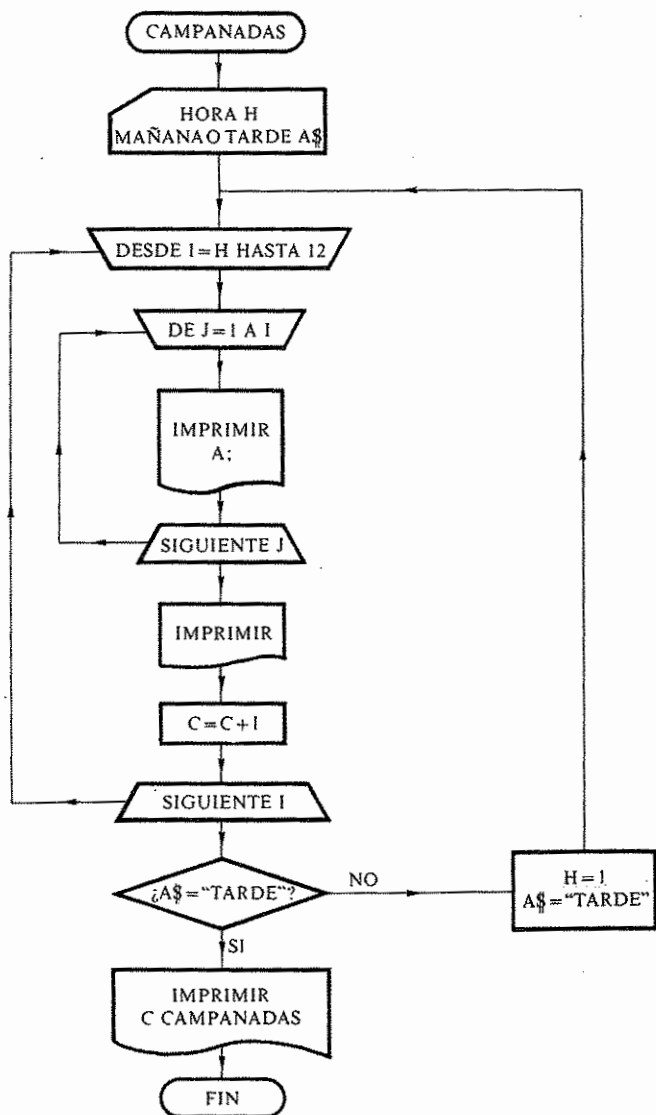 CAMPANADAS
HORA H
MAÑANA O TARDE A$
DESDE I=H HASTA 12
DE J=1 A I
IMPRIMIR
A;
SIGUIENTE J
IMPRIMIR
C=C+I
SIGUIENTE I
¿A$="TARDE"?
NO
H=1
A$="TARDE"
SI
IMPRIMIR
C CAMPANADAS
FIN